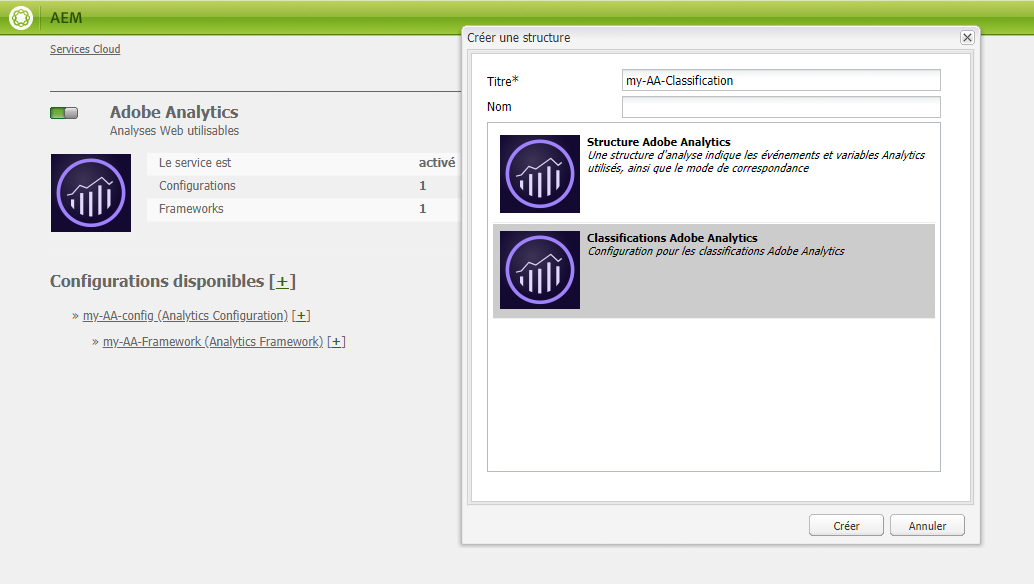 AEM
Services Cloud
Adobe Analytics
Analyses Web utilisables
Le service est activé
Configurations 1
Frameworks 1
Configurations disponibles [+]
» my-AA-config (Analytics Configuration) [+]
» my-AA-Framework (Analytics Framework) [+]
Créer une structure
Titre* my-AA-Classification
Nom
Structure Adobe Analytics
Une structure d'analyse indique les événements et variables Analytics
utilisés, ainsi que le mode de correspondance
Classifications Adobe Analytics
Configuration pour les classifications Adobe Analytics
Créer Annuler